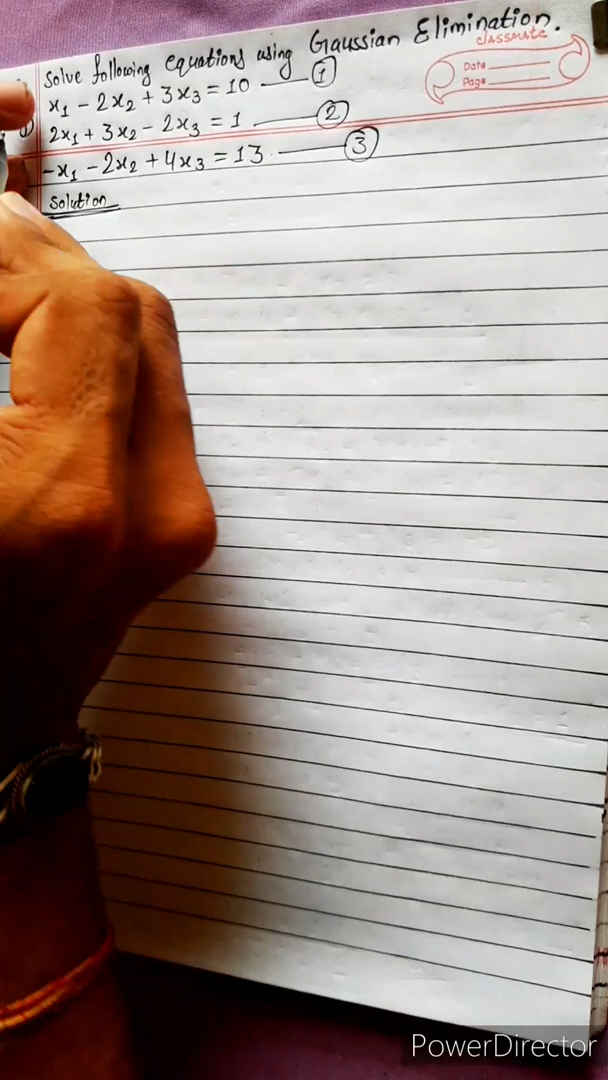 Solve following equations using Gaussian Elimination.
classmate
Date
Page
x₁ - 2x₂ + 3x₃ = 10 — ①
2x₁ + 3x₂ - 2x₃ = 1 — ②
-x₁ - 2x₂ + 4x₃ = 13 — ③
Solution
PowerDirector